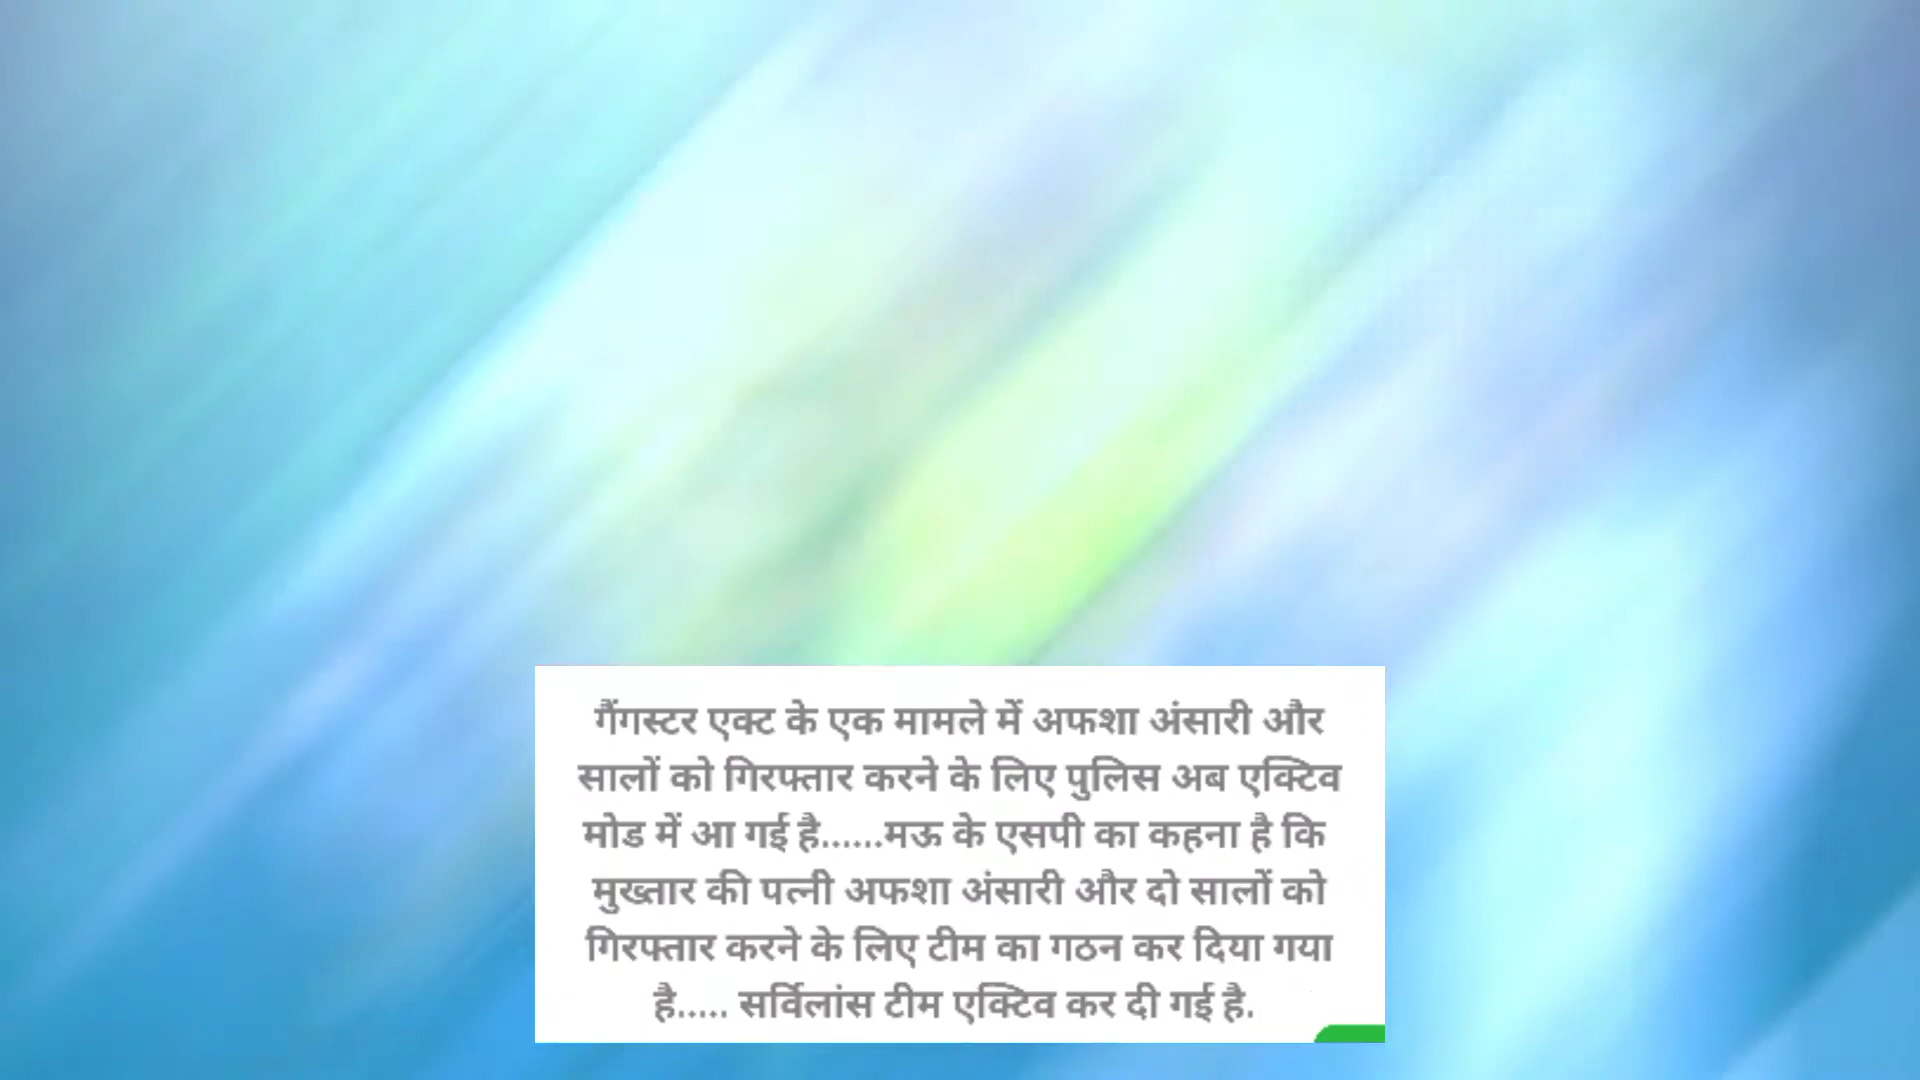 गैंगस्टर एक्ट के एक मामले में अफशा अंसारी और
सालों को गिरफ्तार करने के लिए पुलिस अब एक्टिव
मोड में आ गई है......मऊ के एसपी का कहना है कि
मुख्तार की पत्नी अफशा अंसारी और दो सालों को
गिरफ्तार करने के लिए टीम का गठन कर दिया गया
है..... सर्विलांस टीम एक्टिव कर दी गई है.